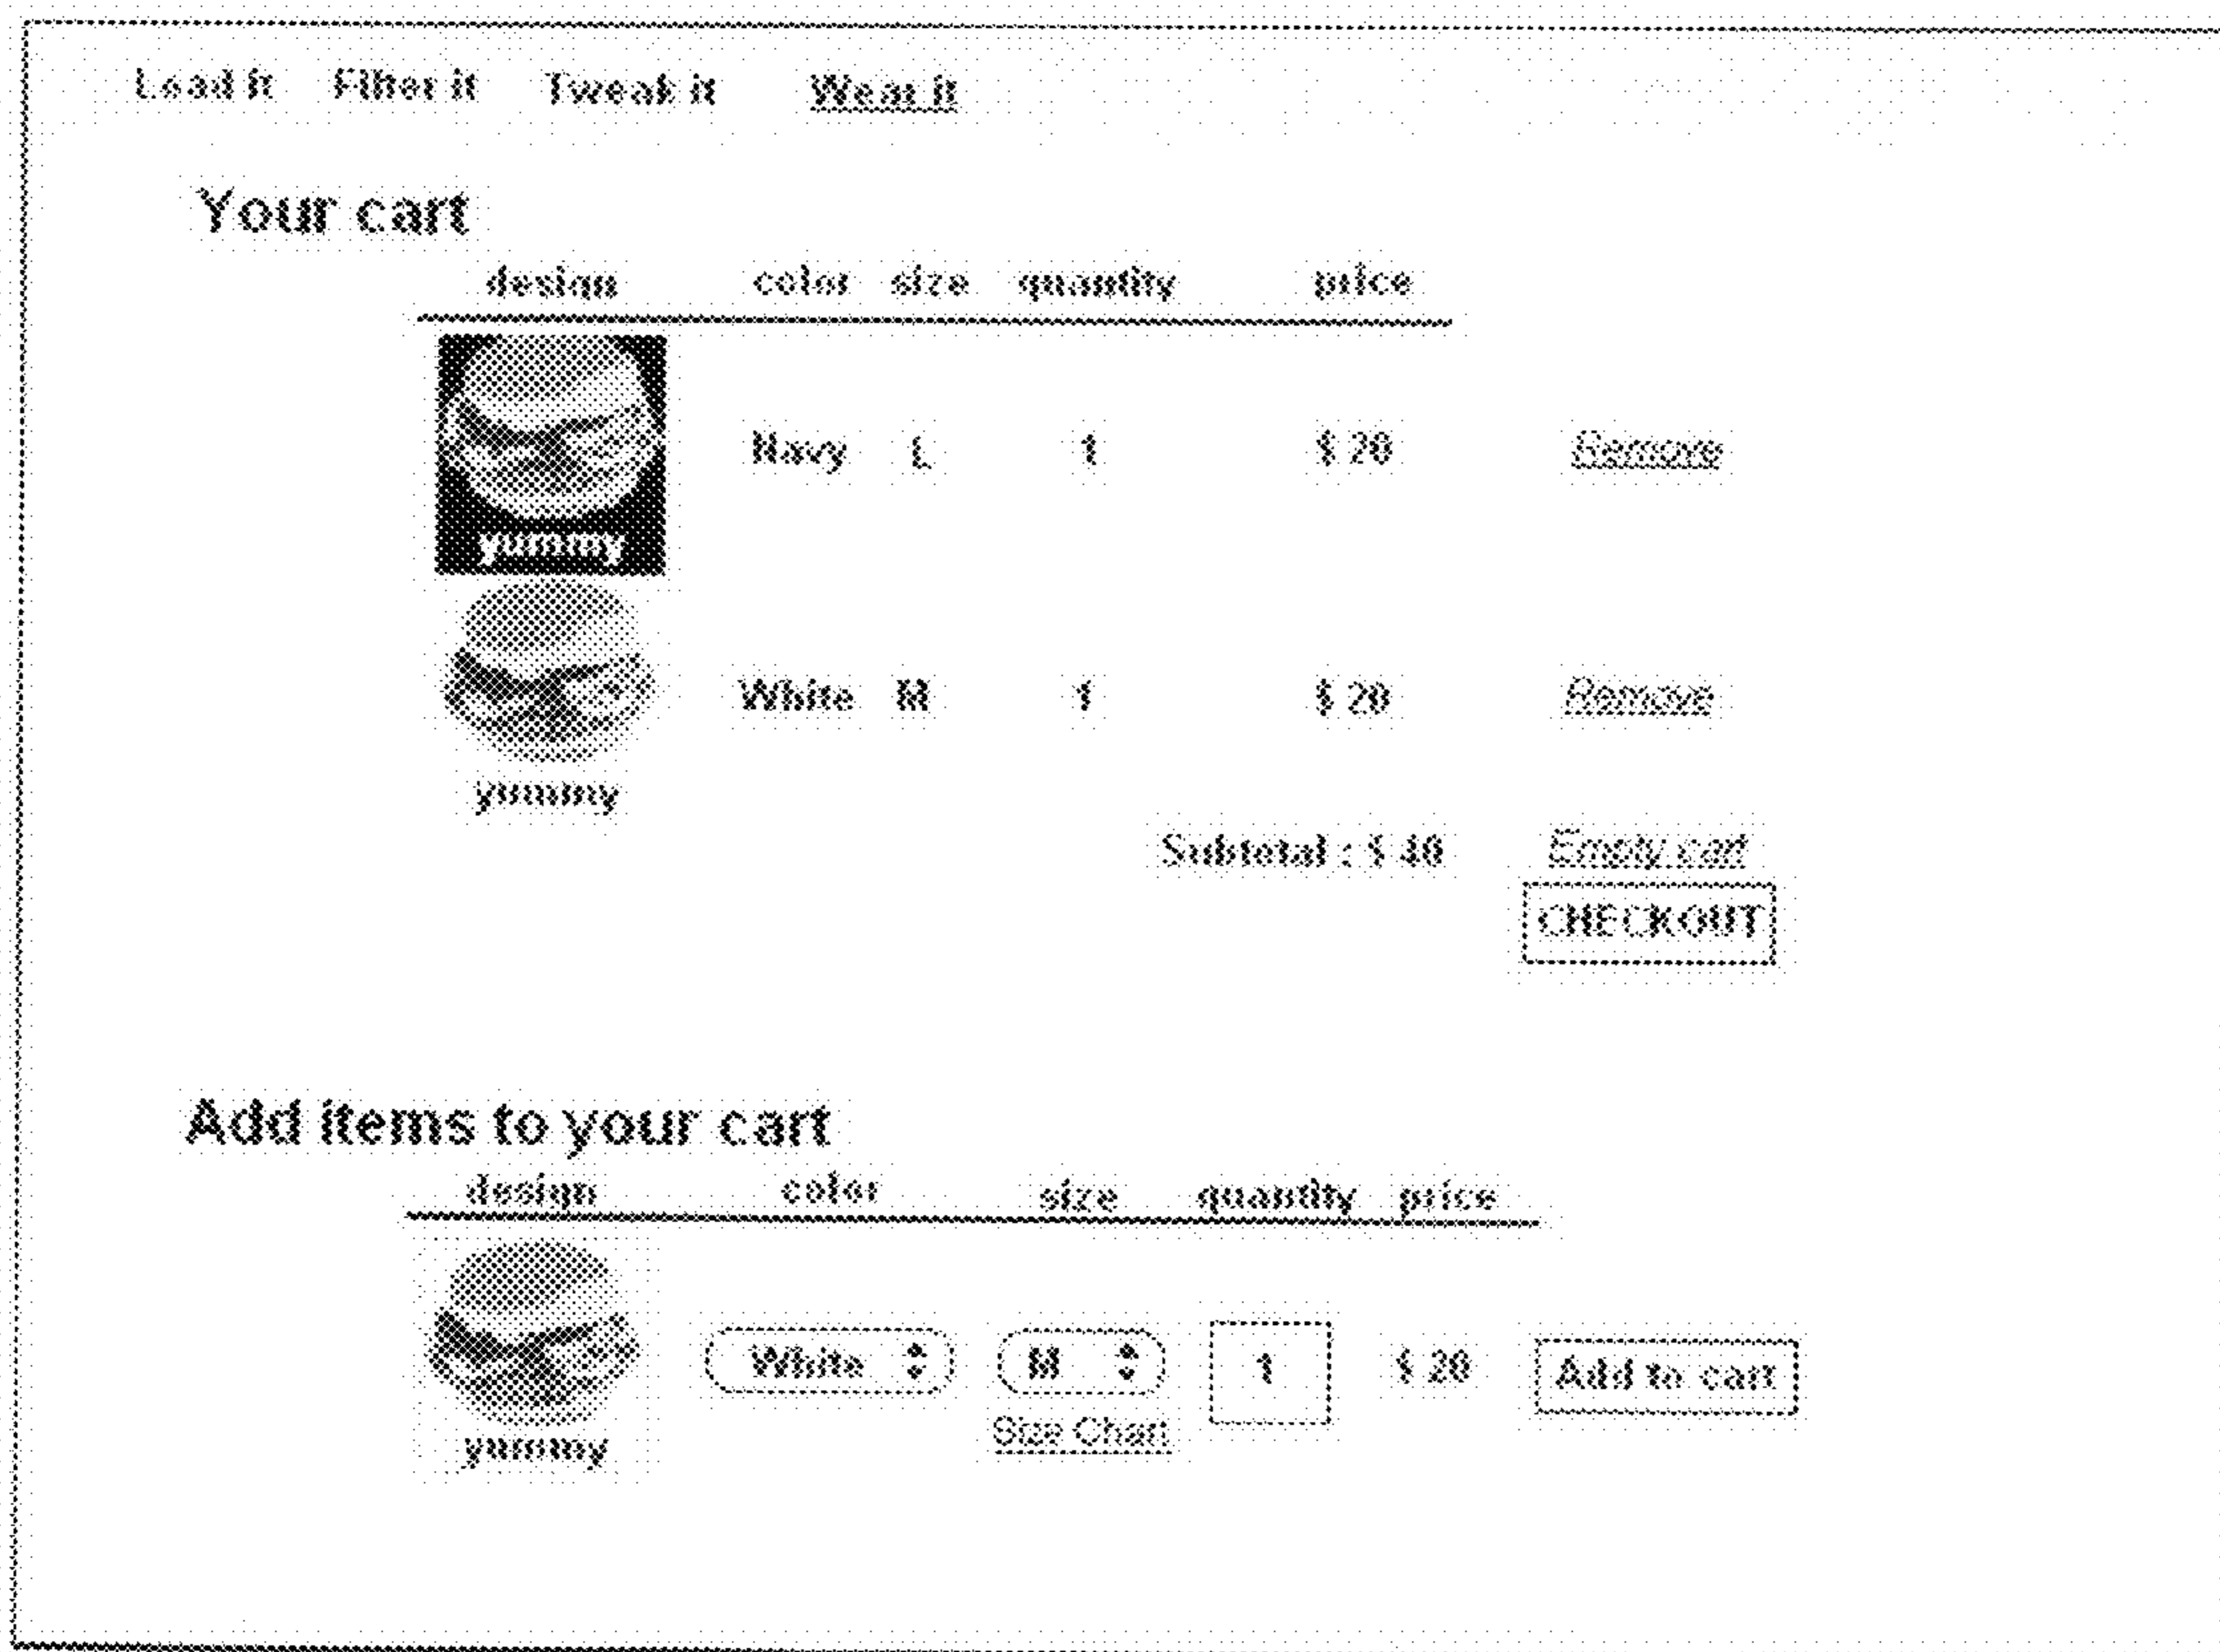 Load it Filter it Tweak it Wear it
Your cart
design color size quantity price
yummy
Navy L 1 $ 20 Remove
White M 1 $ 20 Remove
yummy
Subtotal : $ 40 Empty cart
CHECKOUT
Add items to your cart
design color size quantity price
White M 1 $ 20 Add to cart
Size Chart
yummy